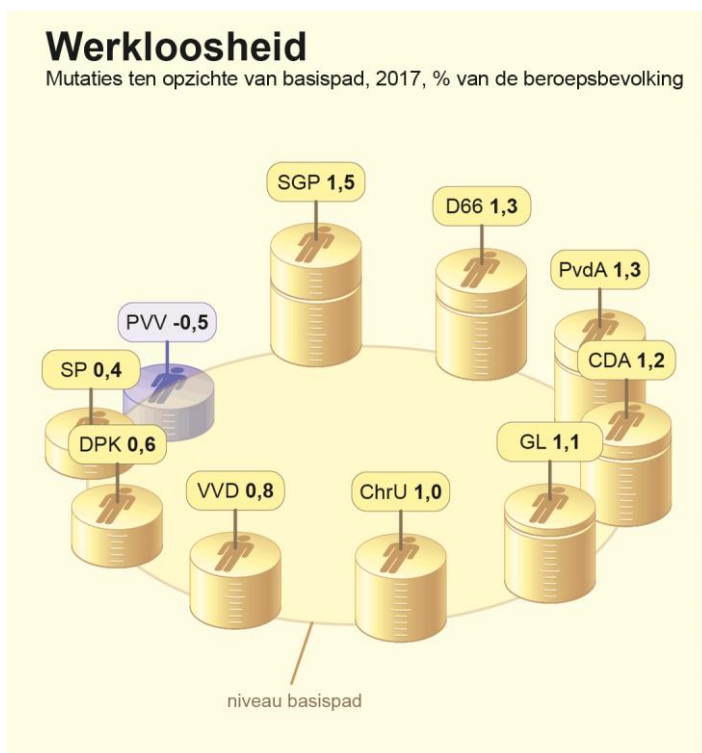 Werkloosheid
Mutaties ten opzichte van basispad, 2017, % van de beroepsbevolking
SGP 1,5
D66 1,3
PvdA 1,3
PVV -0,5
SP 0,4
CDA 1,2
DPK 0,6
GL 1,1
VVD 0,8
ChrU 1,0
niveau basispad